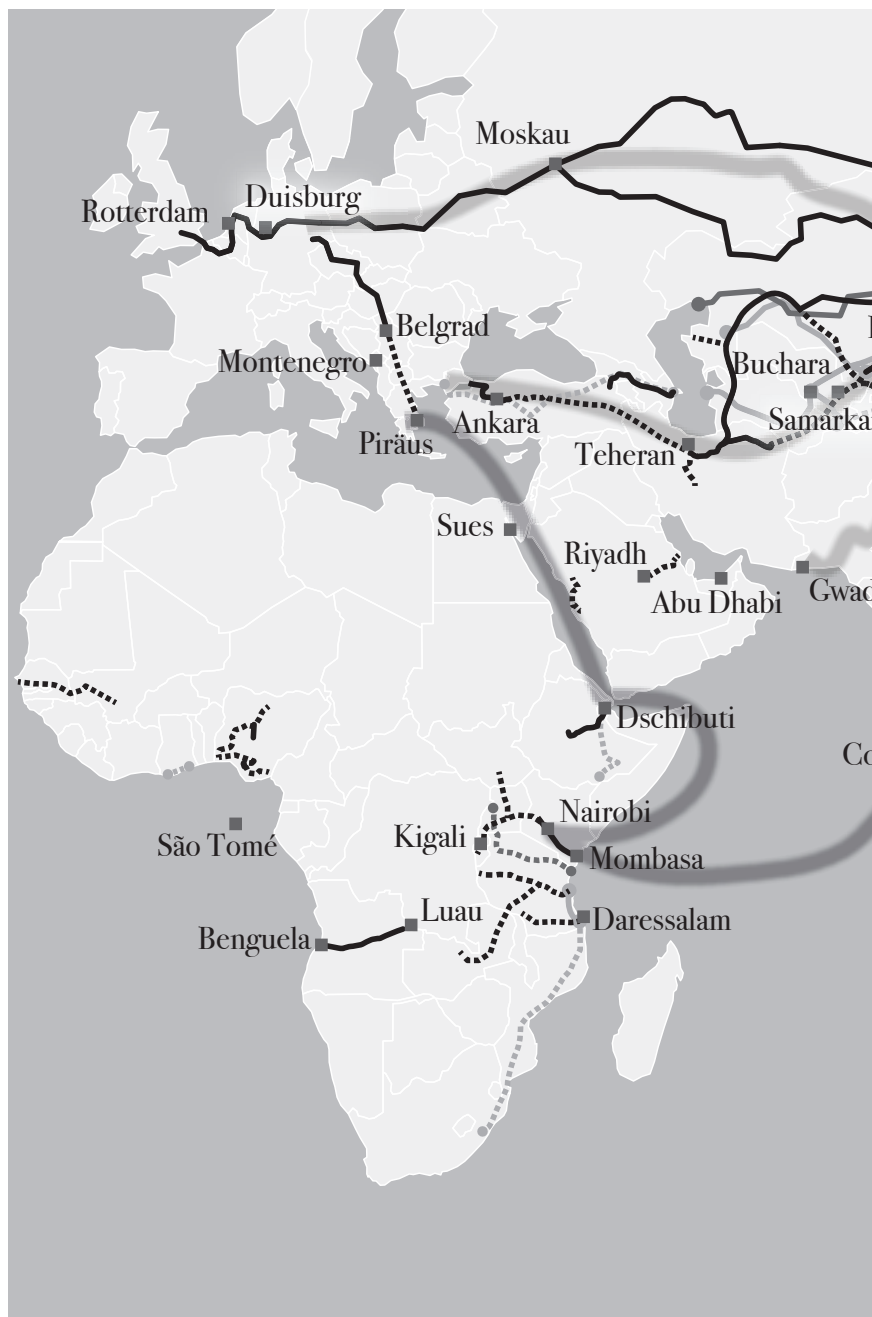 Moskau
Duisburg
Rotterdam
Belgrad
Montenegro
Buchara
Ankara
Piräus
Teheran
Sues
Riyadh
Abu Dhabi
Dschibuti
Nairobi
Kigali
São Tomé
Mombasa
Luau
Daressalam
Benguela